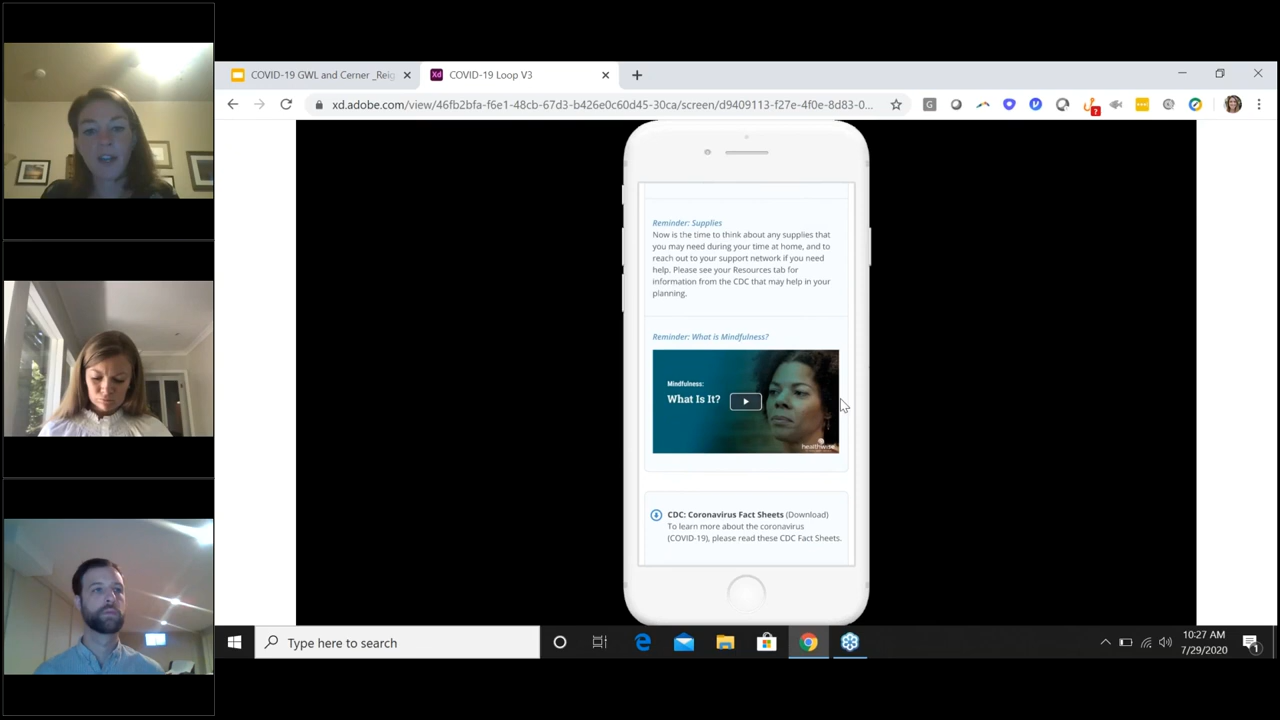 COVID-19 GWL and Cerner _Reig
COVID-19 Loop V3
xd.adobe.com/view/46fb2bfa-f6e1-48cb-67d3-b426e0c60d45-30ca/screen/d9409113-f27e-4f0e-8d83-0...
Reminder: Supplies
Now is the time to think about any supplies that
you may need during your time at home, and to
reach out to your support network if you need
help. Please see your Resources tab for
information from the CDC that may help in your
planning.
Reminder: What is Mindfulness?
Mindfulness:
What Is It?
healthwise
CDC: Coronavirus Fact Sheets (Download)
To learn more about the coronavirus
(COVID-19), please read these CDC Fact Sheets.
Type here to search
10:27 AM
7/29/2020